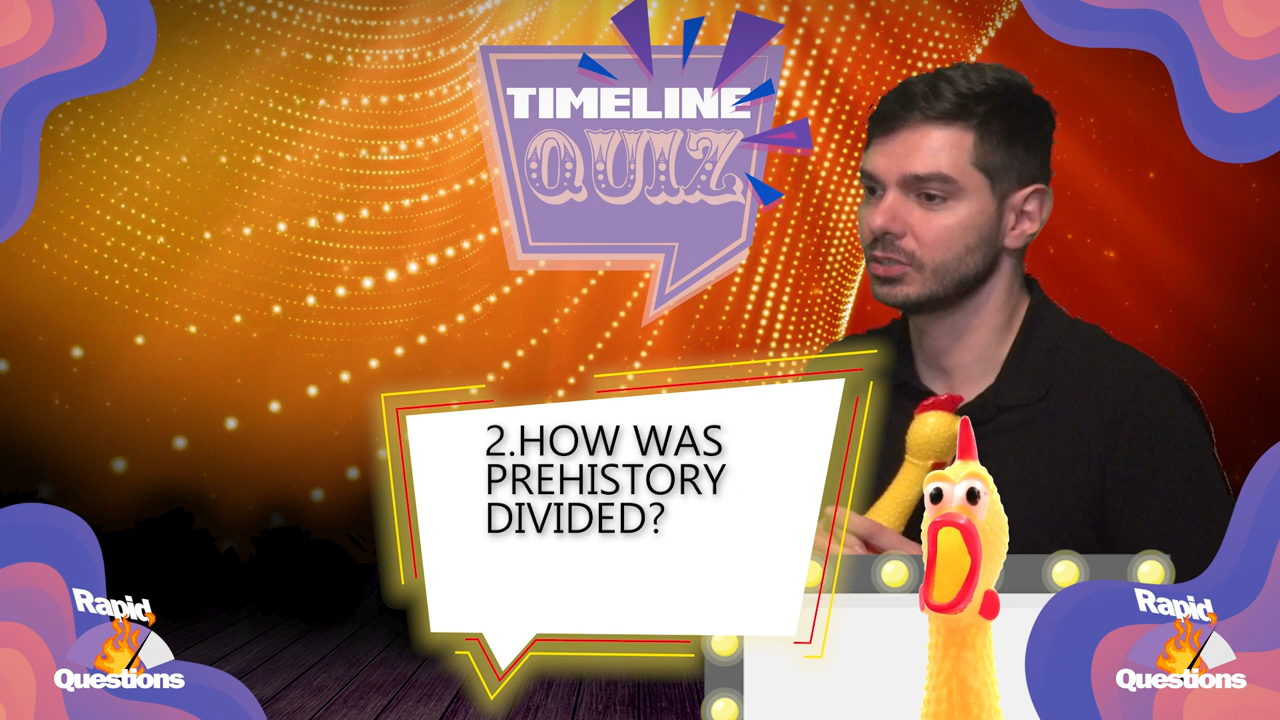 TIMELINE
QUIZ
2.HOW WAS
PREHISTORY
DIVIDED?
Rapid
Questions
Rapid
Questions